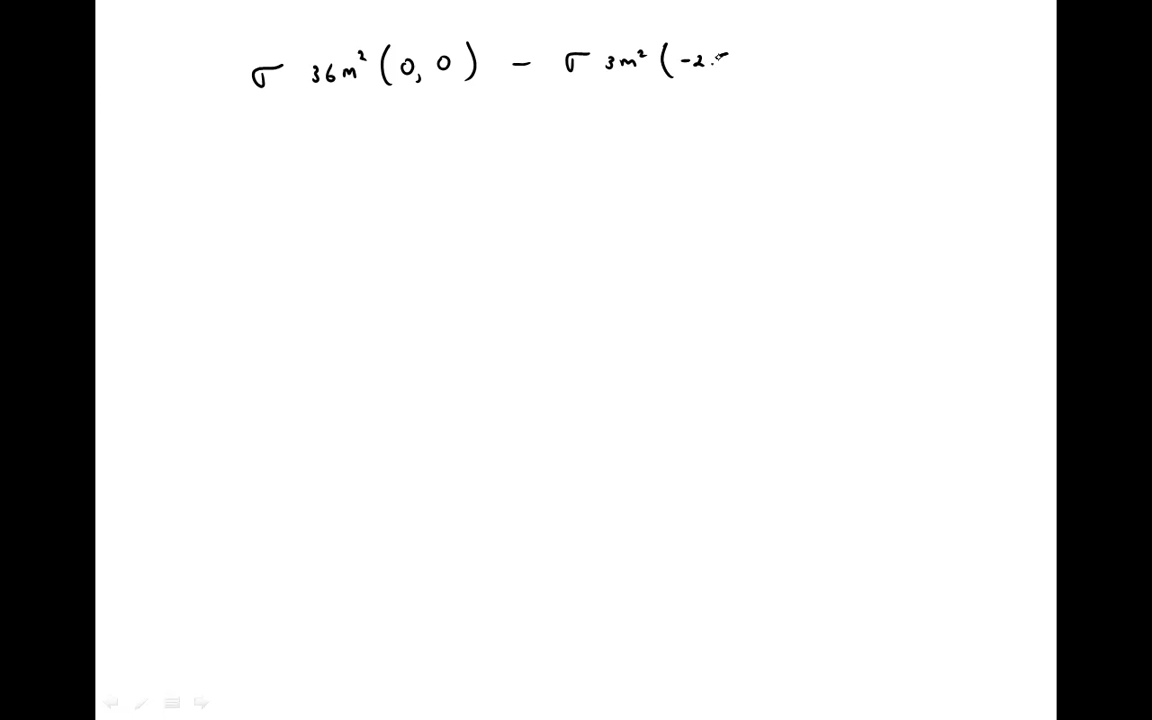 σ 36m² (0, 0) - σ 3m² (-2.